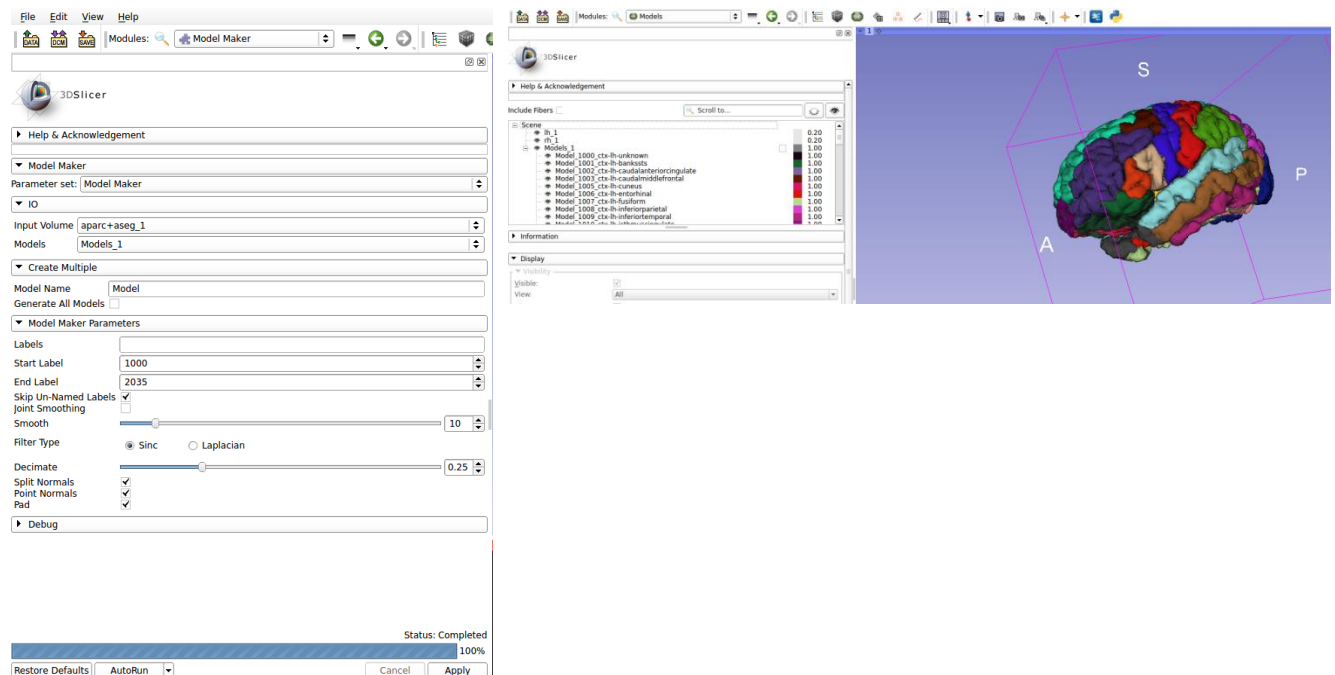 File Edit View Help
DATA DCM SAVE Modules: Model Maker
3DSlicer
Help & Acknowledgement
Model Maker
Parameter set: Model Maker
IO
Input Volume aparc+aseg_1
Models Models_1
Create Multiple
Model Name Model
Generate All Models
Model Maker Parameters
Labels
Start Label 1000
End Label 2035
Skip Un-Named Labels
Joint Smoothing
Smooth 10
Filter Type Sinc Laplacian
Decimate 0.25
Split Normals
Point Normals
Pad
Debug
Status: Completed
100%
Restore Defaults AutoRun Cancel Apply
DATA DCM SAVE Modules: Models
3DSlicer
Help & Acknowledgement
Include Fibers Scroll to...
Scene
lh_1 0.20
rh_1 0.20
Models_1 1.00
Model_1000_ctx-lh-unknown 1.00
Model_1001_ctx-lh-bankssts 1.00
Model_1002_ctx-lh-caudalanteriorcingulate 1.00
Model_1003_ctx-lh-caudalmiddlefrontal 1.00
Model_1005_ctx-lh-cuneus 1.00
Model_1006_ctx-lh-entorhinal 1.00
Model_1007_ctx-lh-fusiform 1.00
Model_1008_ctx-lh-inferiorparietal 1.00
Model_1009_ctx-lh-inferiortemporal 1.00
Information
Display
Visibility
Visible:
View: All
1
S
P
A